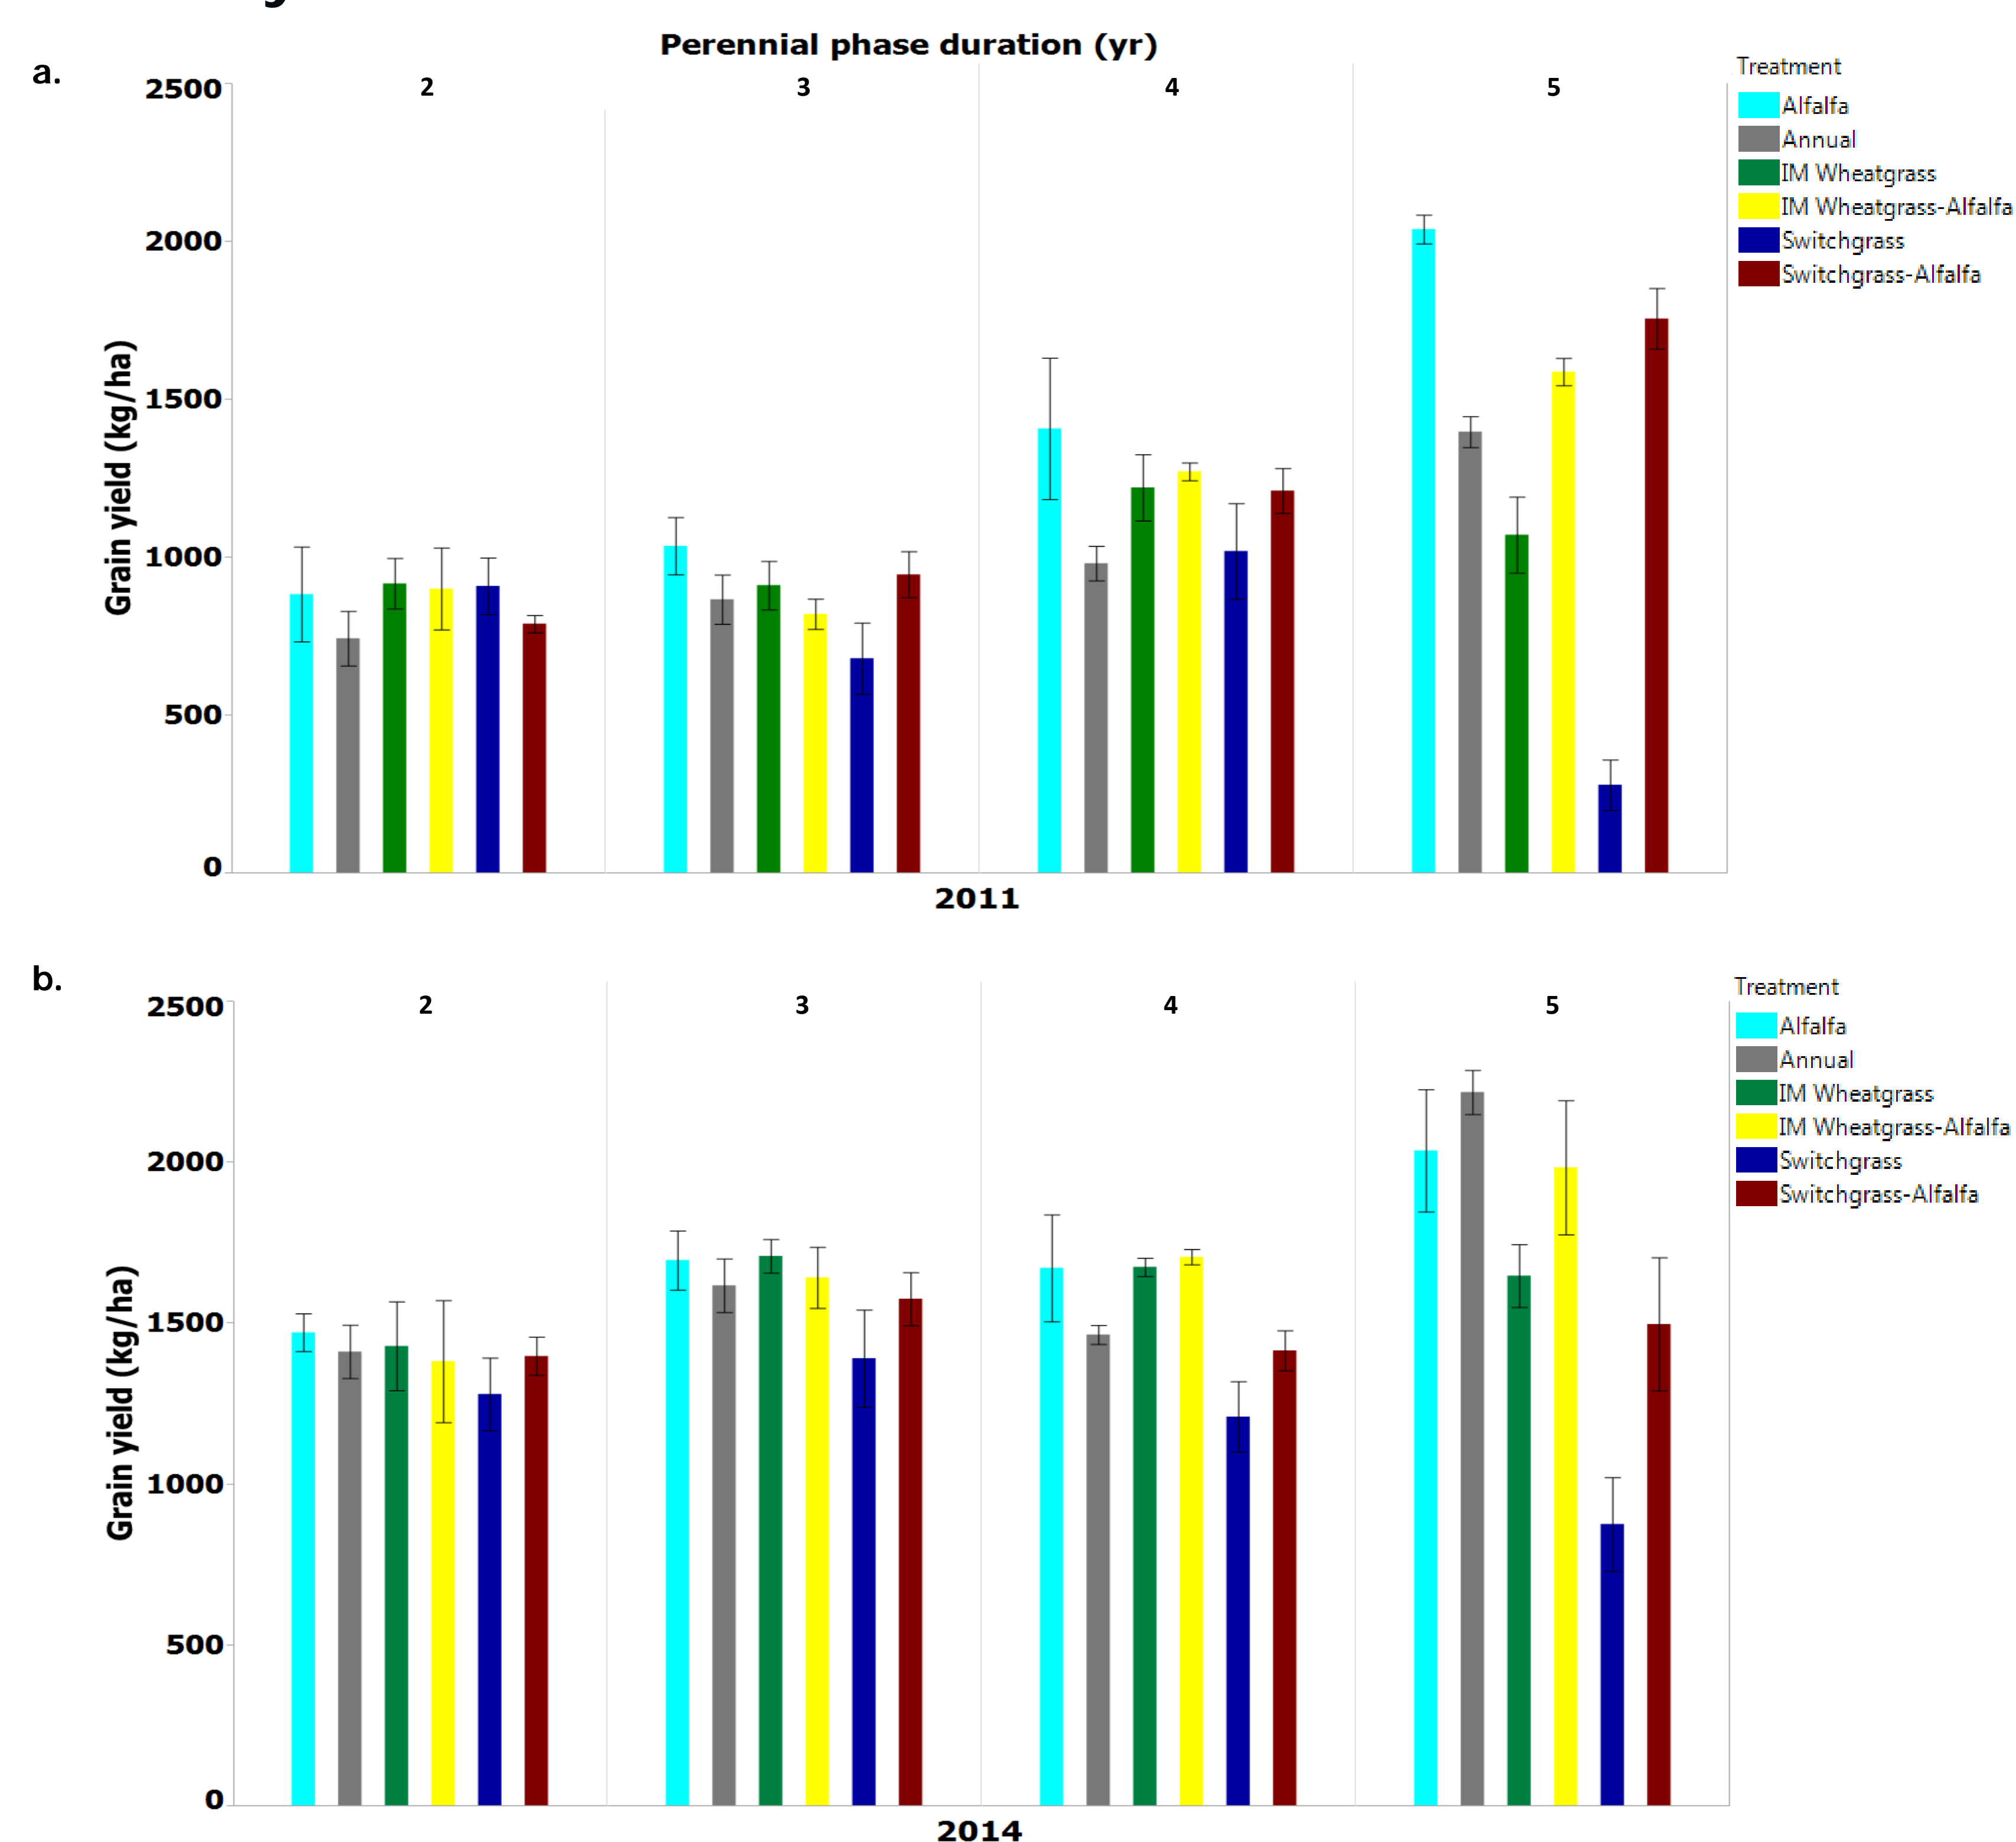 Perennial phase duration (yr)
a.
2 3 4 5
2500
2000
1500
1000
500
0
Grain yield (kg/ha)
2011
Treatment
Alfalfa
Annual
IM Wheatgrass
IM Wheatgrass-Alfalfa
Switchgrass
Switchgrass-Alfalfa
b.
2 3 4 5
2500
2000
1500
1000
500
0
Grain yield (kg/ha)
2014
Treatment
Alfalfa
Annual
IM Wheatgrass
IM Wheatgrass-Alfalfa
Switchgrass
Switchgrass-Alfalfa